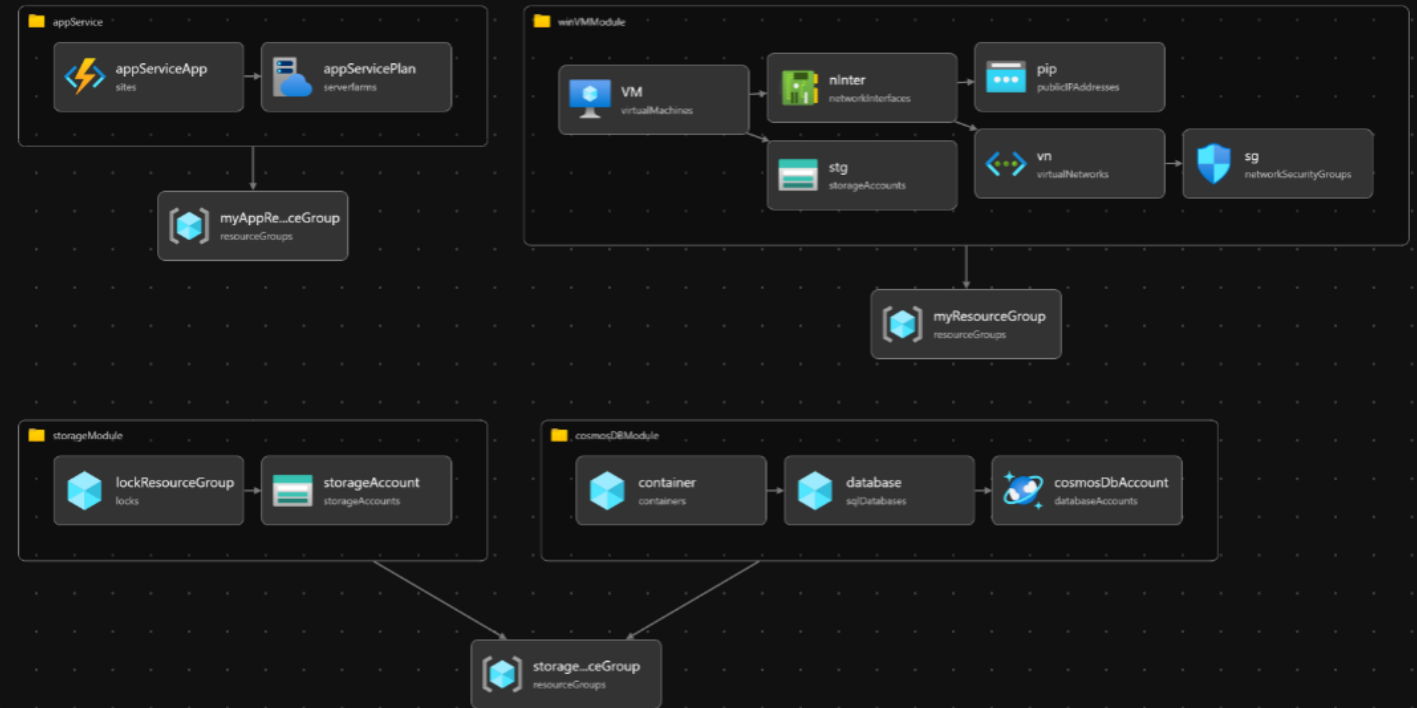 appService
appServiceApp
sites
appServicePlan
serverfarms
myAppRe...ceGroup
resourceGroups
winVMModule
VM
virtualMachines
nInter
networkInterfaces
pip
publicIPAddresses
stg
storageAccounts
vn
virtualNetworks
sg
networkSecurityGroups
myResourceGroup
resourceGroups
storageModule
lockResourceGroup
locks
storageAccount
storageAccounts
cosmosDBModule
container
containers
database
sqlDatabases
cosmosDbAccount
databaseAccounts
storage...ceGroup
resourceGroups